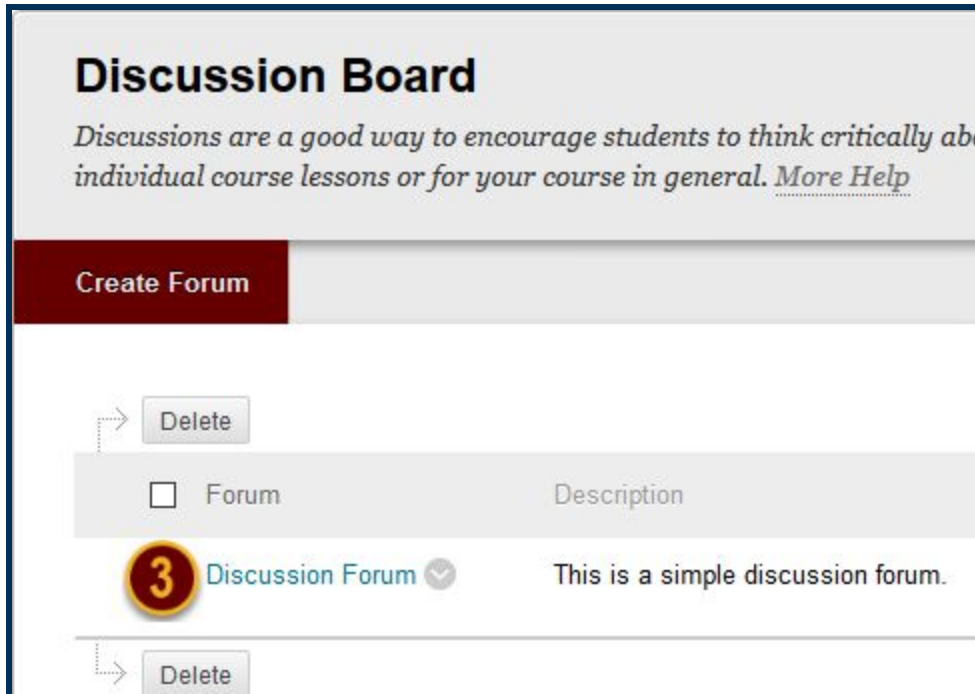 Discussion Board
Discussions are a good way to encourage students to think critically
individual course lessons or for your course in general. More Help
Create Forum
Delete
Forum Description
3 Discussion Forum This is a simple discussion forum.
Delete